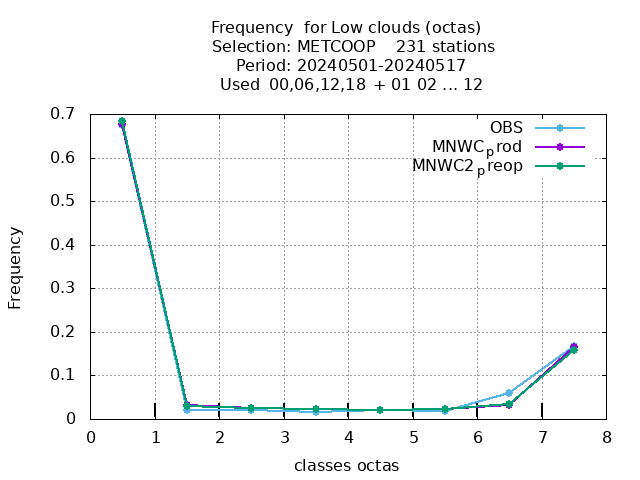 Frequency for Low clouds (octas)
Selection: METCOOP 231 stations
Period: 20240501-20240517
Used 00,06,12,18 + 01 02 ... 12
0.7
0.6
0.5
0.4
0.3
0.2
0.1
0
Frequency
OBS
MNWCprod
MNWC2preop
0 1 2 3 4 5 6 7 8
classes octas